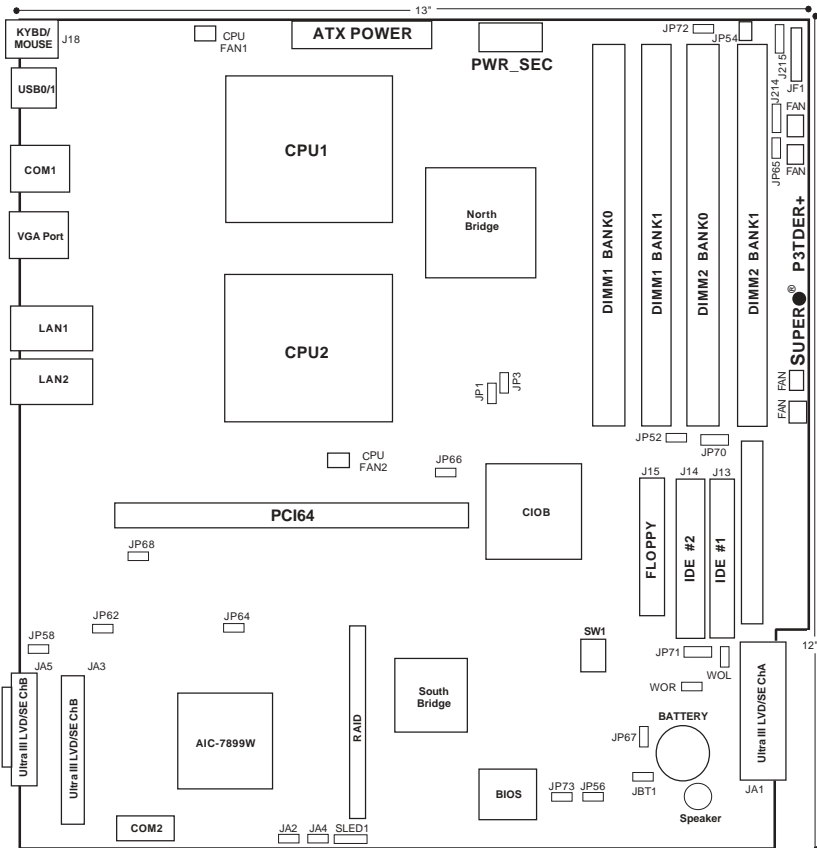 13"
KYBD/
MOUSE
J18
CPU
FAN1
ATX POWER
PWR_SEC
JP72
JP54
J215
JF1
USB0/1
J214
FAN
JP65
FAN
CPU1
COM1
North
Bridge
VGA Port
DIMM1 BANK0
DIMM1 BANK1
DIMM2 BANK0
DIMM2 BANK1
SUPER ® P3TDER+
LAN1
LAN2
CPU2
JP1
JP3
FAN
FAN
JP52
JP70
CPU
FAN2
JP66
J15
J14
J13
PCI64
CIOB
FLOPPY
IDE #2
IDE #1
JP68
JP62
JP64
SW1
12"
JP58
JP71
WOL
JA5
JA3
WOR
South
Bridge
Ultra III LVD/SE ChB
Ultra III LVD/SE ChB
AIC-7899W
RAID
BATTERY
Ultra III LVD/SE ChA
JP67
BIOS
JP73
JP56
JBT1
JA1
COM2
JA2
JA4
SLED1
Speaker